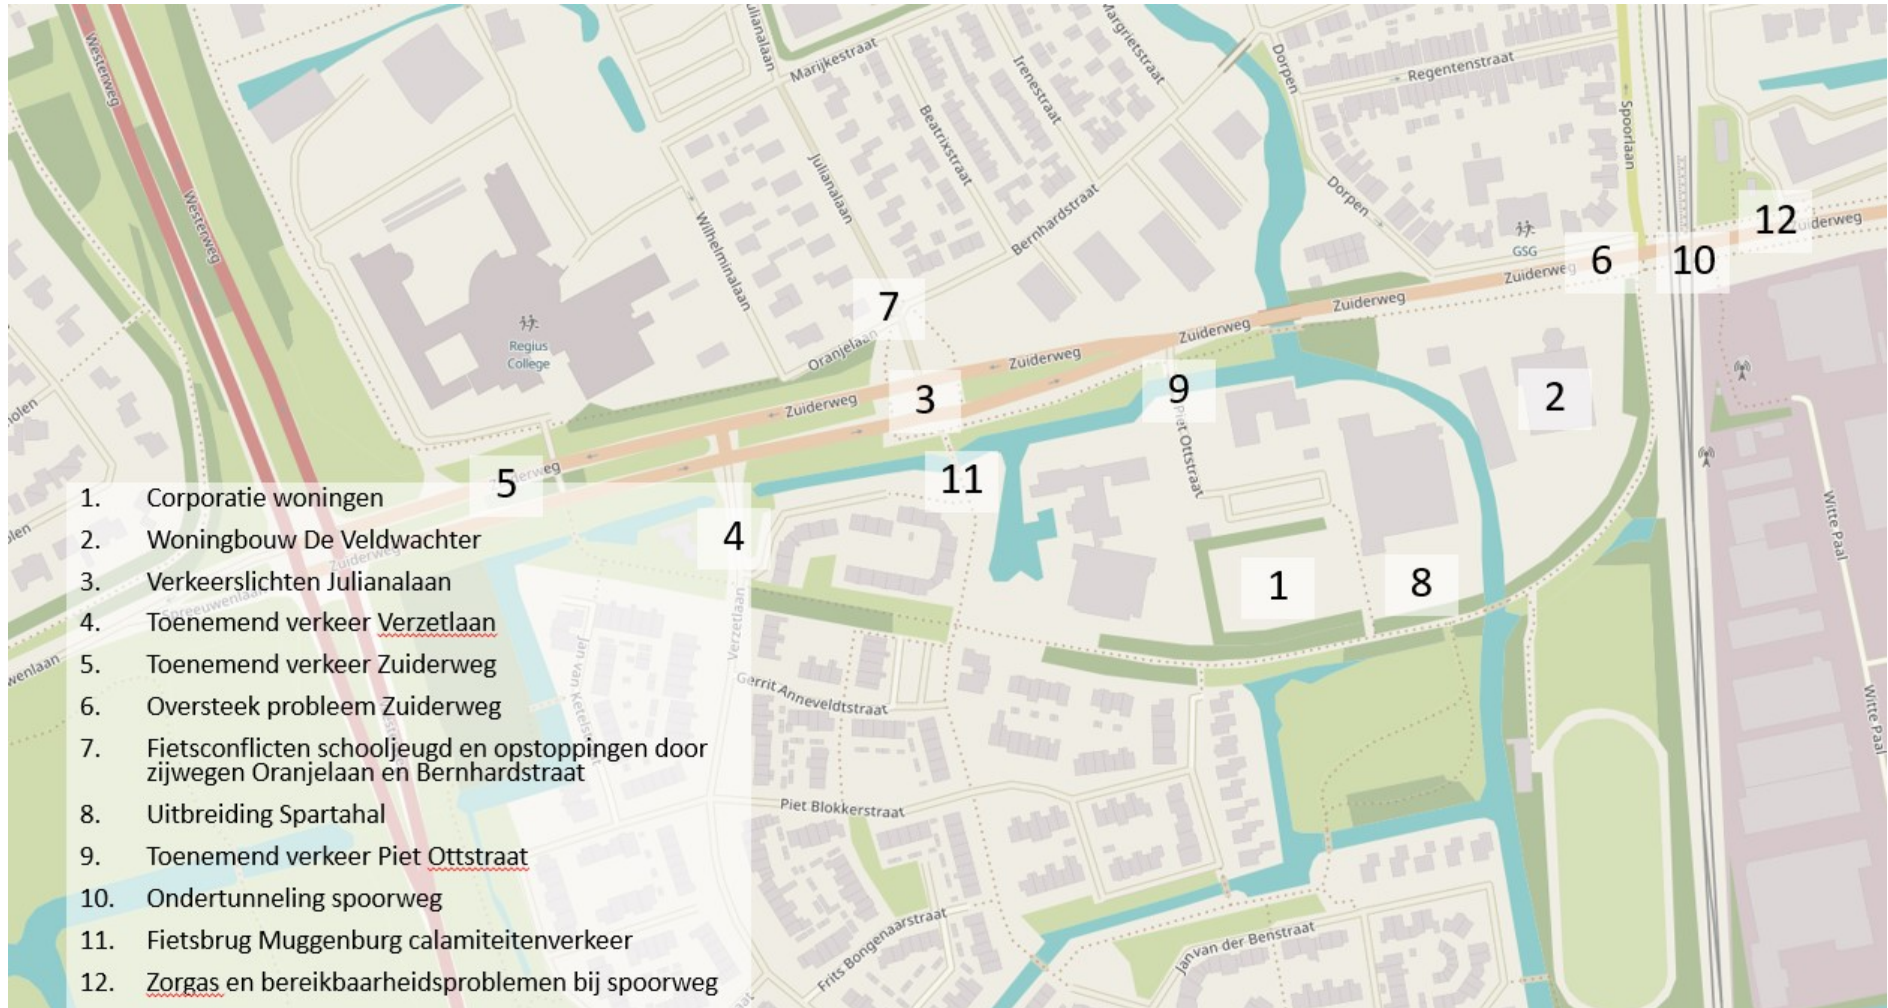 Westerweg
Westerweg
Julianalaan
Marijkestraat
Margrietstraat
Irenestraat
Beatrixstraat
Julianalaan
Wilhelminalaan
Bernhardstraat
Dorpen
Regentenstraat
Spoorlaan
Dorpen
GSG
12
Zuiderweg
6
10
Zuiderweg
Zuiderweg
Zuiderweg
Zuiderweg
Zuiderweg
7
Oranjelaan
Regius
College
3
9
2
Piet Ottstraat
5
11
4
1
8
Witte Paal
Witte Paal
Zuiderweg
Zuiderweg
Spreeuwenlaan
Verzetlaan
Gerrit Anneveldtstraat
Piet Blokkerstraat
Frits Bongenaarstraat
Jan van der Benstraat
1. Corporatie woningen
2. Woningbouw De Veldwachter
3. Verkeerslichten Julianalaan
4. Toenemend verkeer Verzetlaan
5. Toenemend verkeer Zuiderweg
6. Oversteek probleem Zuiderweg
7. Fietsconflicten schooljeugd en opstoppingen door
zijwegen Oranjelaan en Bernhardstraat
8. Uitbreiding Spartahal
9. Toenemend verkeer Piet Ottstraat
10. Ondertunneling spoorweg
11. Fietsbrug Muggenburg calamiteitenverkeer
12. Zorgas en bereikbaarheidsproblemen bij spoorweg